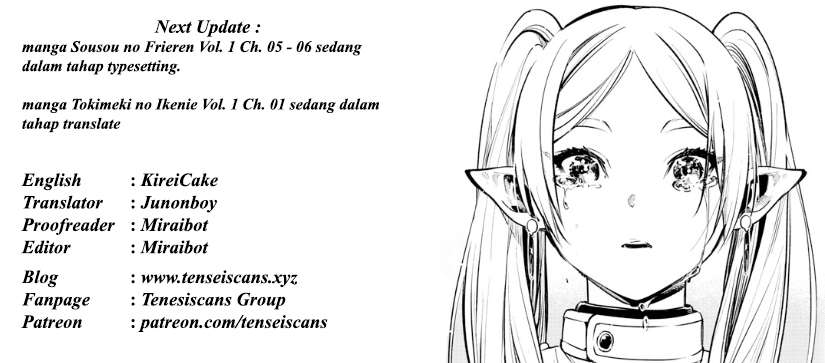 Next Update :
manga Sousou no Frieren Vol. 1 Ch. 05 - 06 sedang
dalam tahap typesetting.
manga Tokimeki no Ikenie Vol. 1 Ch. 01 sedang dalam
tahap translate
English : KireiCake
Translator : Junonboy
Proofreader : Miraibot
Editor : Miraibot
Blog : www.tenseiscans.xyz
Fanpage : Tenesiscans Group
Patreon : patreon.com/tenseiscans